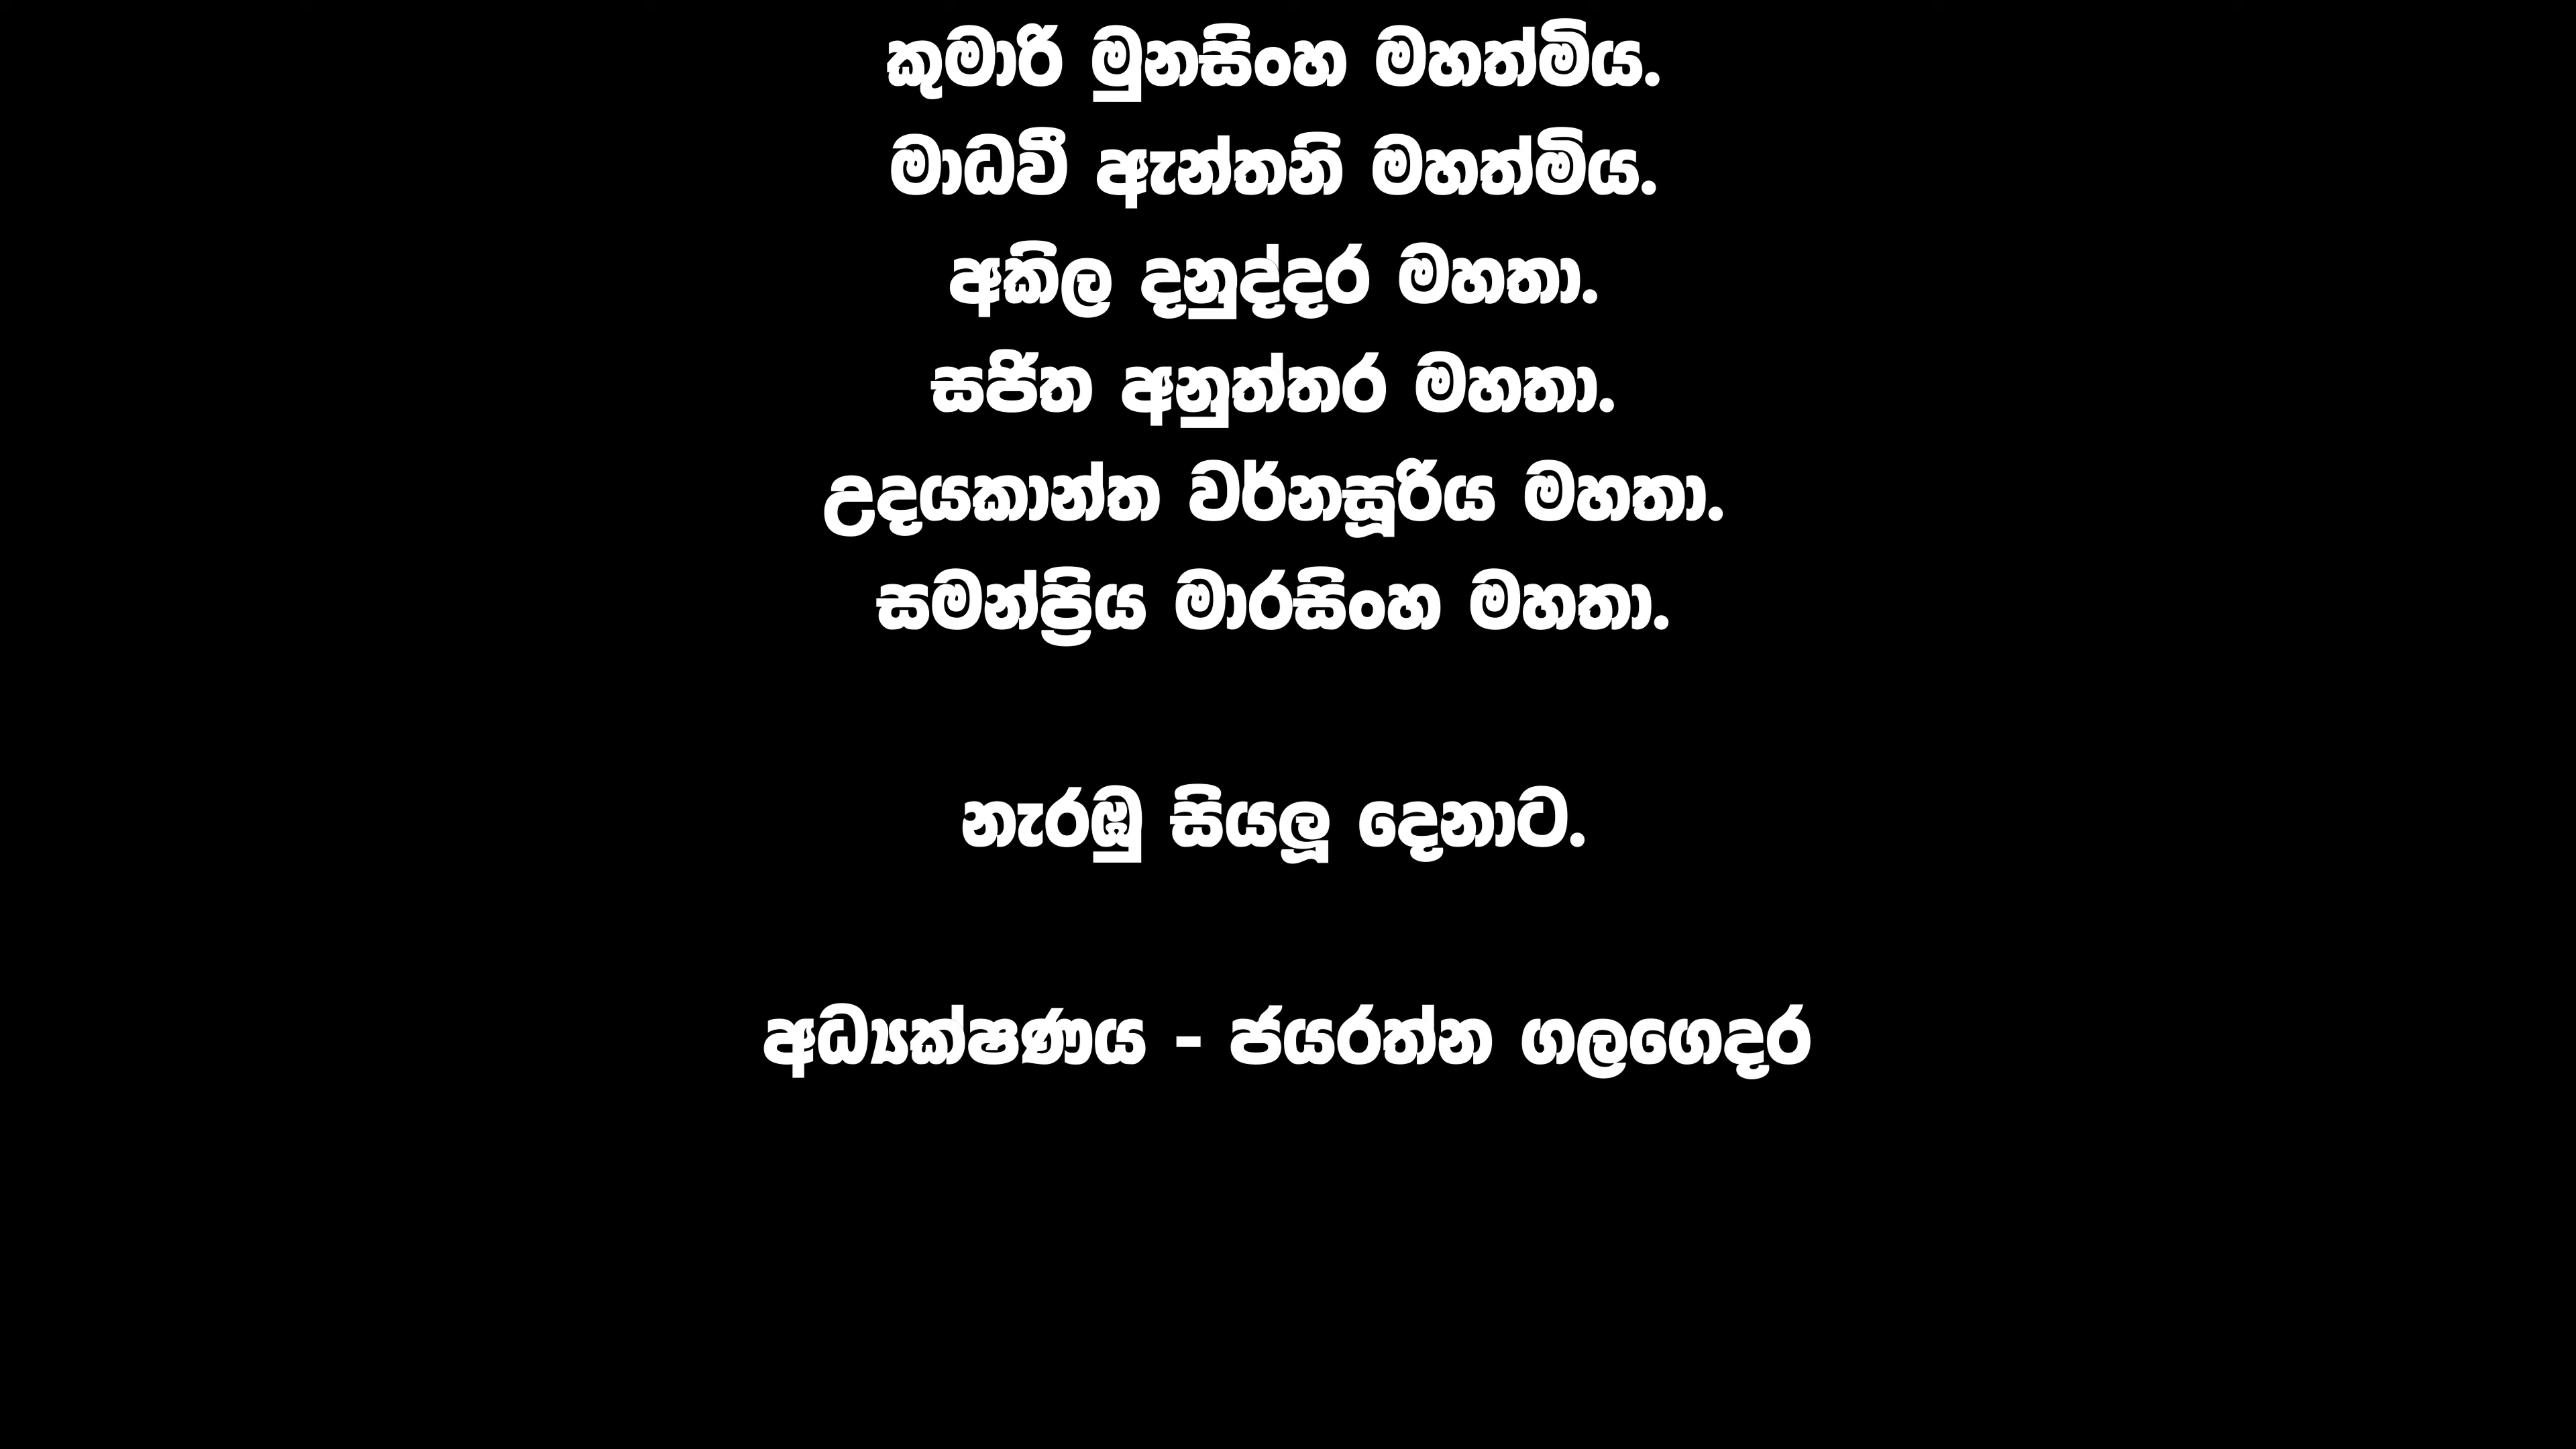 කුමාරි මුනසිංහ මහත්මිය.
මාධවී ඇන්තනි මහත්මිය.
අකිල දනුද්දර මහතා.
සජිත අනුත්තර මහතා.
උදයකාන්ත වර්නසූරිය මහතා.
සමන්ප්‍රිය මාරසිංහ මහතා.
නැරඹු සියලූ දෙනාට.
අධ්‍යක්ෂණය - ජයරත්න ගලගෙදර